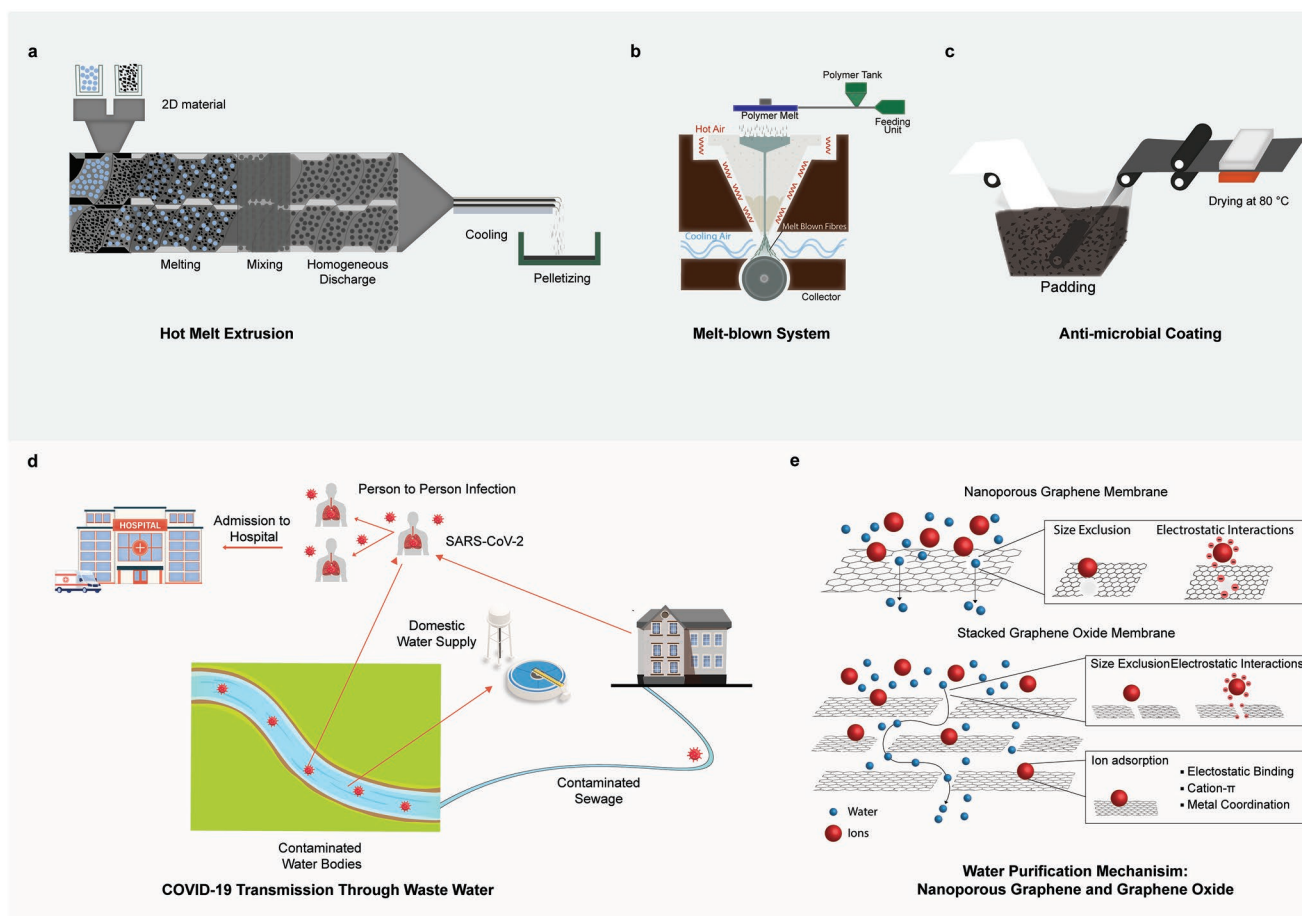 a
2D material
Melting
Mixing
Homogeneous
Discharge
Cooling
Pelletizing
Hot Melt Extrusion
b
Polymer Tank
Polymer Melt
Feeding
Unit
Hot Air
Melt Blown Fibres
Cooling Air
Collector
Melt-blown System
c
Drying at 80 °C
Padding
Anti-microbial Coating
d
Person to Person Infection
HOSPITAL
Admission to
Hospital
SARS-CoV-2
Domestic
Water Supply
Contaminated
Sewage
Contaminated
Water Bodies
COVID-19 Transmission Through Waste Water
e
Nanoporous Graphene Membrane
Size Exclusion
Electrostatic Interactions
Stacked Graphene Oxide Membrane
Size Exclusion
Electrostatic Interactions
Ion adsorption
▪ Electostatic Binding
▪ Cation-π
▪ Metal Coordination
Water
Ions
Water Purification Mechanisim:
Nanoporous Graphene and Graphene Oxide